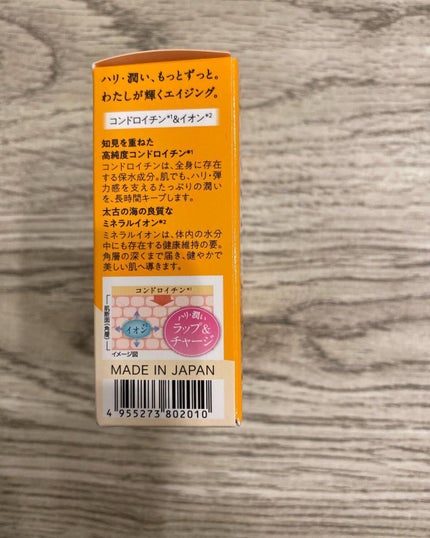 ハリ・潤い、もっとずっと。
わたしが輝くエイジング。
コンドロイチン*1&イオン*2
知見を重ねた
高純度コンドロイチン*1
コンドロイチンは、全身に存在
する保水成分。肌でも、ハリ・弾
力感を支えるたっぷりの潤い
を、長時間キープします。
太古の海の良質な
ミネラルイオン*2
ミネラルイオンは、体内の水分
中にも存在する健康維持の要。
角層の深くまで届き、健やかで
美しい肌へ導きます。
コンドロイチン*1
肌断面図(角層)
イオン*2
ハリ・潤い
ラップ&
チャージ
イメージ図
MADE IN JAPAN
4 955273 802010